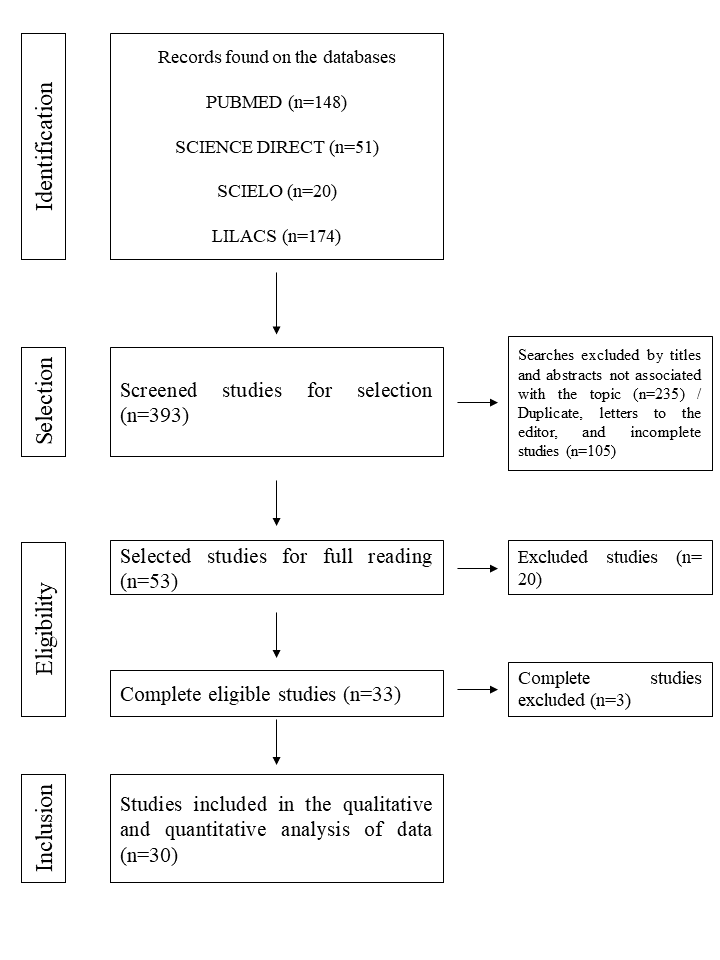 Identification
Records found on the databases
PUBMED (n=148)
SCIENCE DIRECT (n=51)
SCIELO (n=20)
LILACS (n=174)
Selection
Screened studies for selection
(n=393)
Searches excluded by titles
and abstracts not associated
with the topic (n=235) /
Duplicate, letters to the
editor, and incomplete
studies (n=105)
Eligibility
Selected studies for full reading
(n=53)
Excluded studies (n=
20)
Complete eligible studies (n=33)
Complete studies
excluded (n=3)
Inclusion
Studies included in the qualitative
and quantitative analysis of data
(n=30)